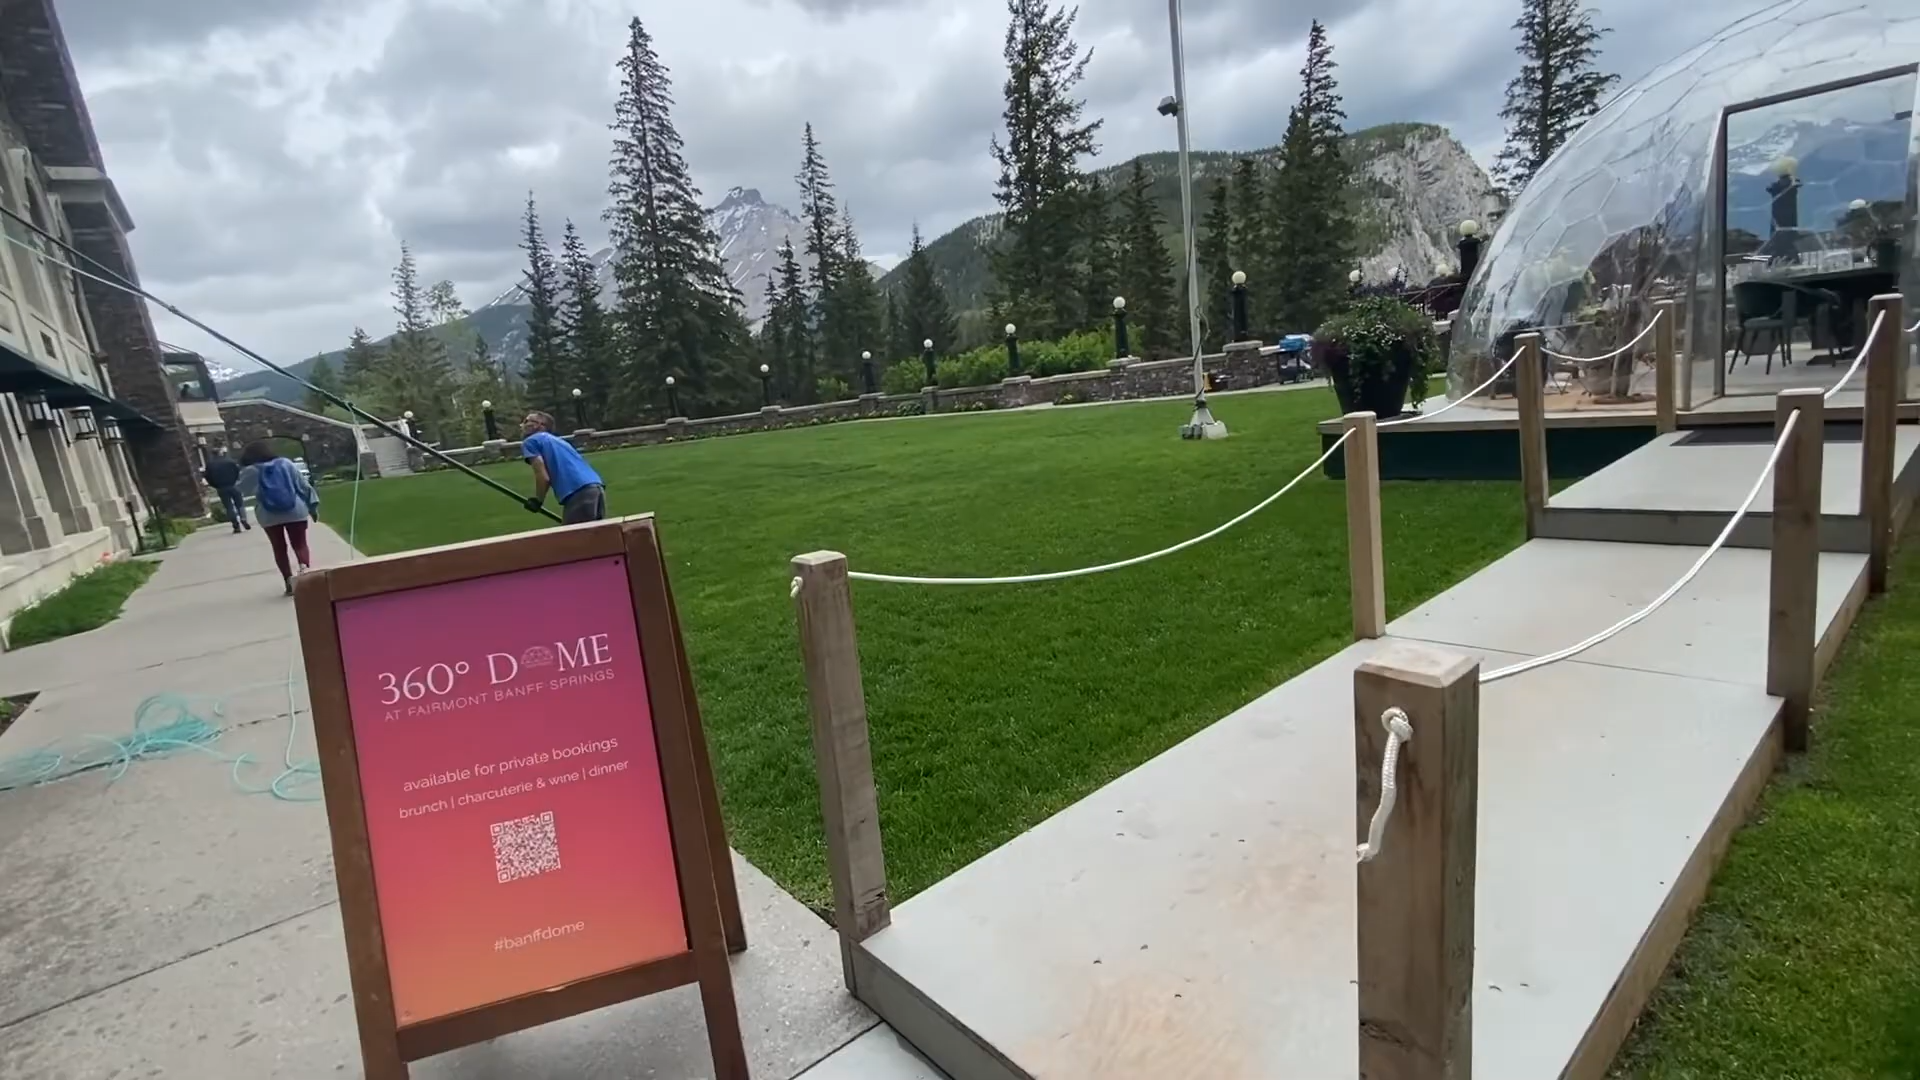 360° DOME
AT FAIRMONT BANFF SPRINGS
available for private bookings
brunch | charcuterie & wine | dinner
#banffdome